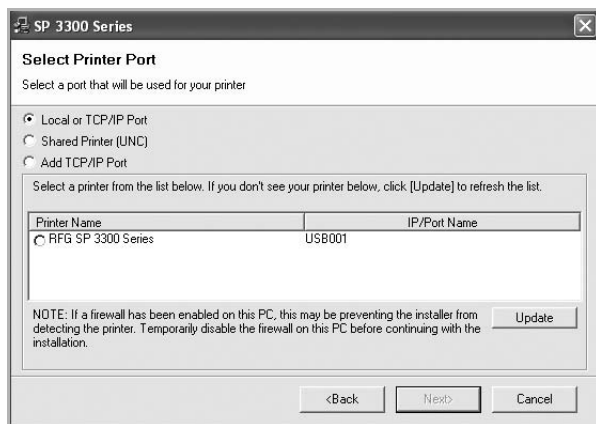 SP 3300 Series
Select Printer Port
Select a port that will be used for your printer
Local or TCP/IP Port
Shared Printer (UNC)
Add TCP/IP Port
Select a printer from the list below. If you don't see your printer below, click [Update] to refresh the list.
Printer Name IP/Port Name
RFG SP 3300 Series USB001
NOTE: If a firewall has been enabled on this PC, this may be preventing the installer from
detecting the printer. Temporarily disable the firewall on this PC before continuing with the
installation.
Update
<Back Next> Cancel